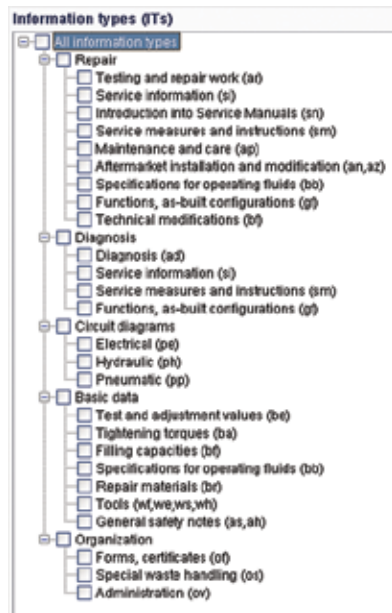 Information types (ITs)
All information types
Repair
Testing and repair work (ar)
Service information (si)
Introduction into Service Manuals (sn)
Service measures and instructions (sm)
Maintenance and care (ap)
Aftermarket installation and modification (an,az)
Specifications for operating fluids (bb)
Functions, as-built configurations (gf)
Technical modifications (bf)
Diagnosis
Diagnosis (ad)
Service information (si)
Service measures and instructions (sm)
Functions, as-built configurations (gf)
Circuit diagrams
Electrical (pe)
Hydraulic (ph)
Pneumatic (pp)
Basic data
Test and adjustment values (be)
Tightening torques (ba)
Filling capacities (bf)
Specifications for operating fluids (bb)
Repair materials (br)
Tools (wf,we,ws,wh)
General safety notes (as,ah)
Organization
Forms, certificates (of)
Special waste handling (os)
Administration (ov)